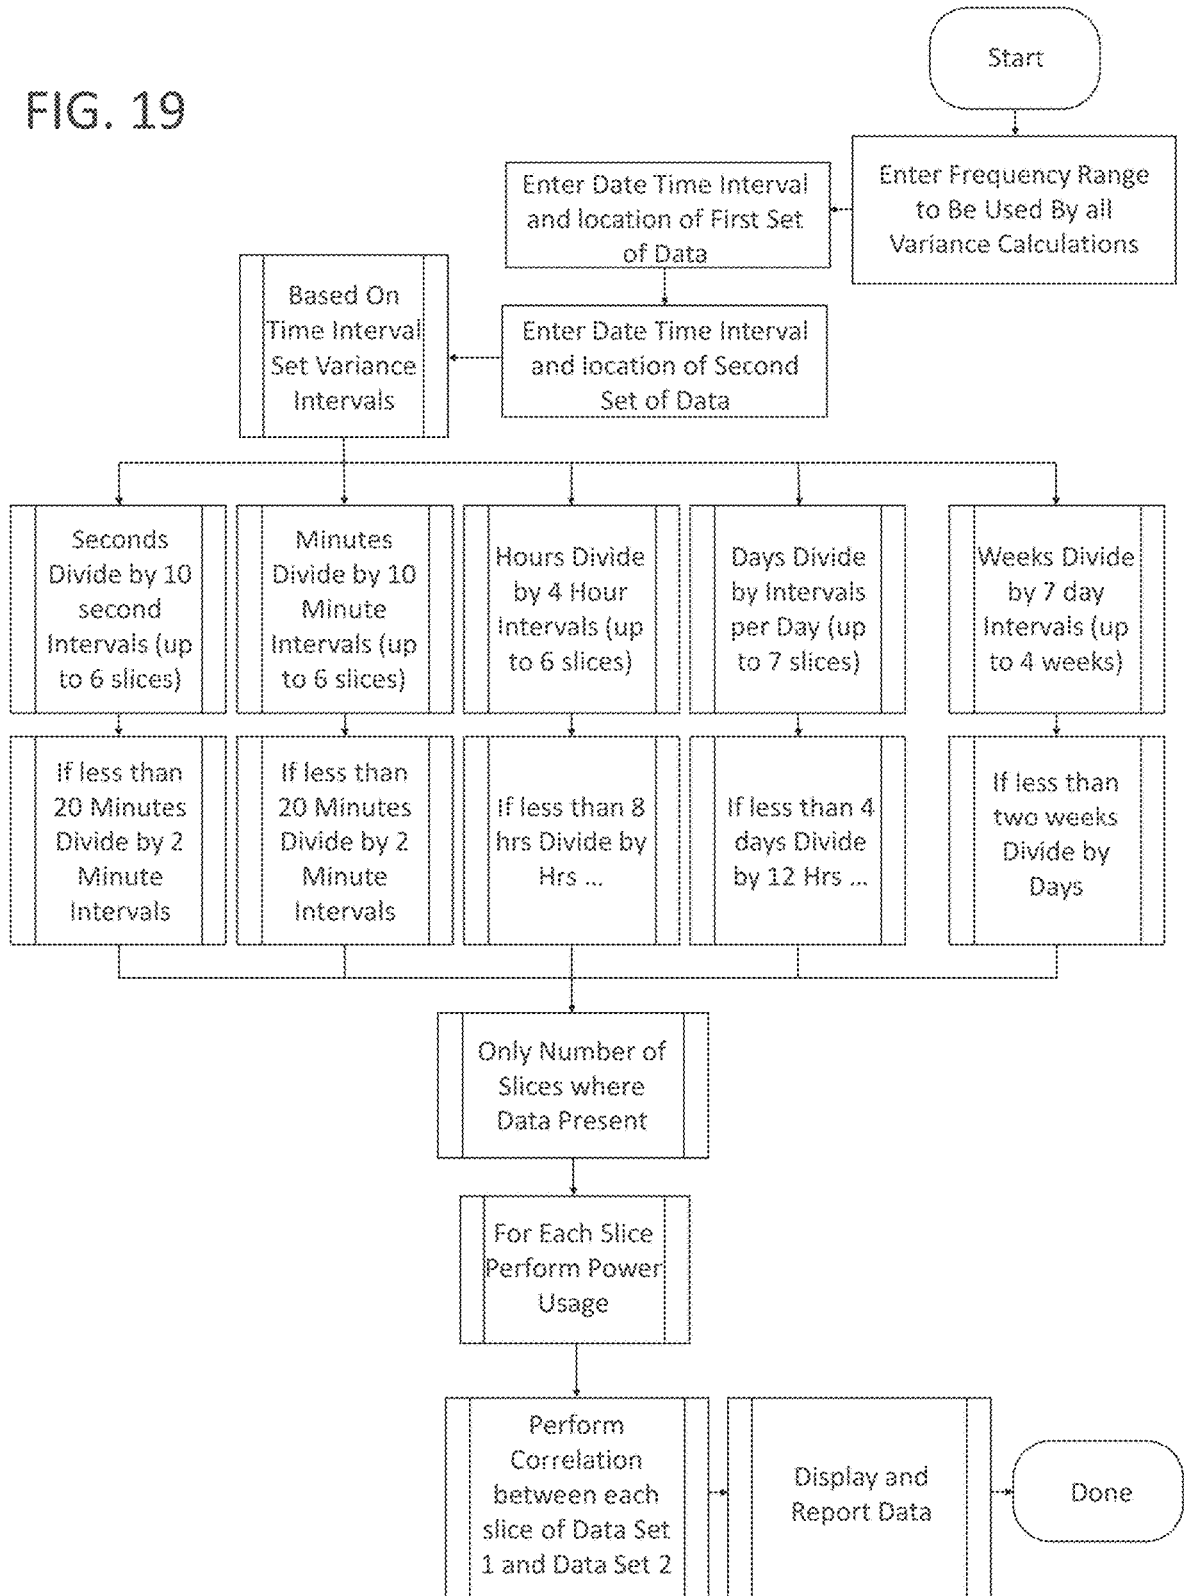 FIG. 19
Start
Enter Frequency Range
to Be Used By all
Variance Calculations
Enter Date Time Interval
and location of First Set
of Data
Enter Date Time Interval
and location of Second
Set of Data
Based On
Time Interval
Set Variance
Intervals
Seconds
Divide by 10
second
Intervals (up
to 6 slices)
Minutes
Divide by 10
Minute
Intervals (up
to 6 slices)
Hours Divide
by 4 Hour
Intervals (up
to 6 slices)
Days Divide
by Intervals
per Day (up
to 7 slices)
Weeks Divide
by 7 day
Intervals (up
to 4 weeks)
If less than
20 Minutes
Divide by 2
Minute
Intervals
If less than
20 Minutes
Divide by 2
Minute
Intervals
If less than 8
hrs Divide by
Hrs ...
If less than 4
days Divide
by 12 Hrs ...
If less than
two weeks
Divide by
Days
Only Number of
Slices where
Data Present
For Each Slice
Perform Power
Usage
Perform
Correlation
between each
slice of Data Set
1 and Data Set 2
Display and
Report Data
Done